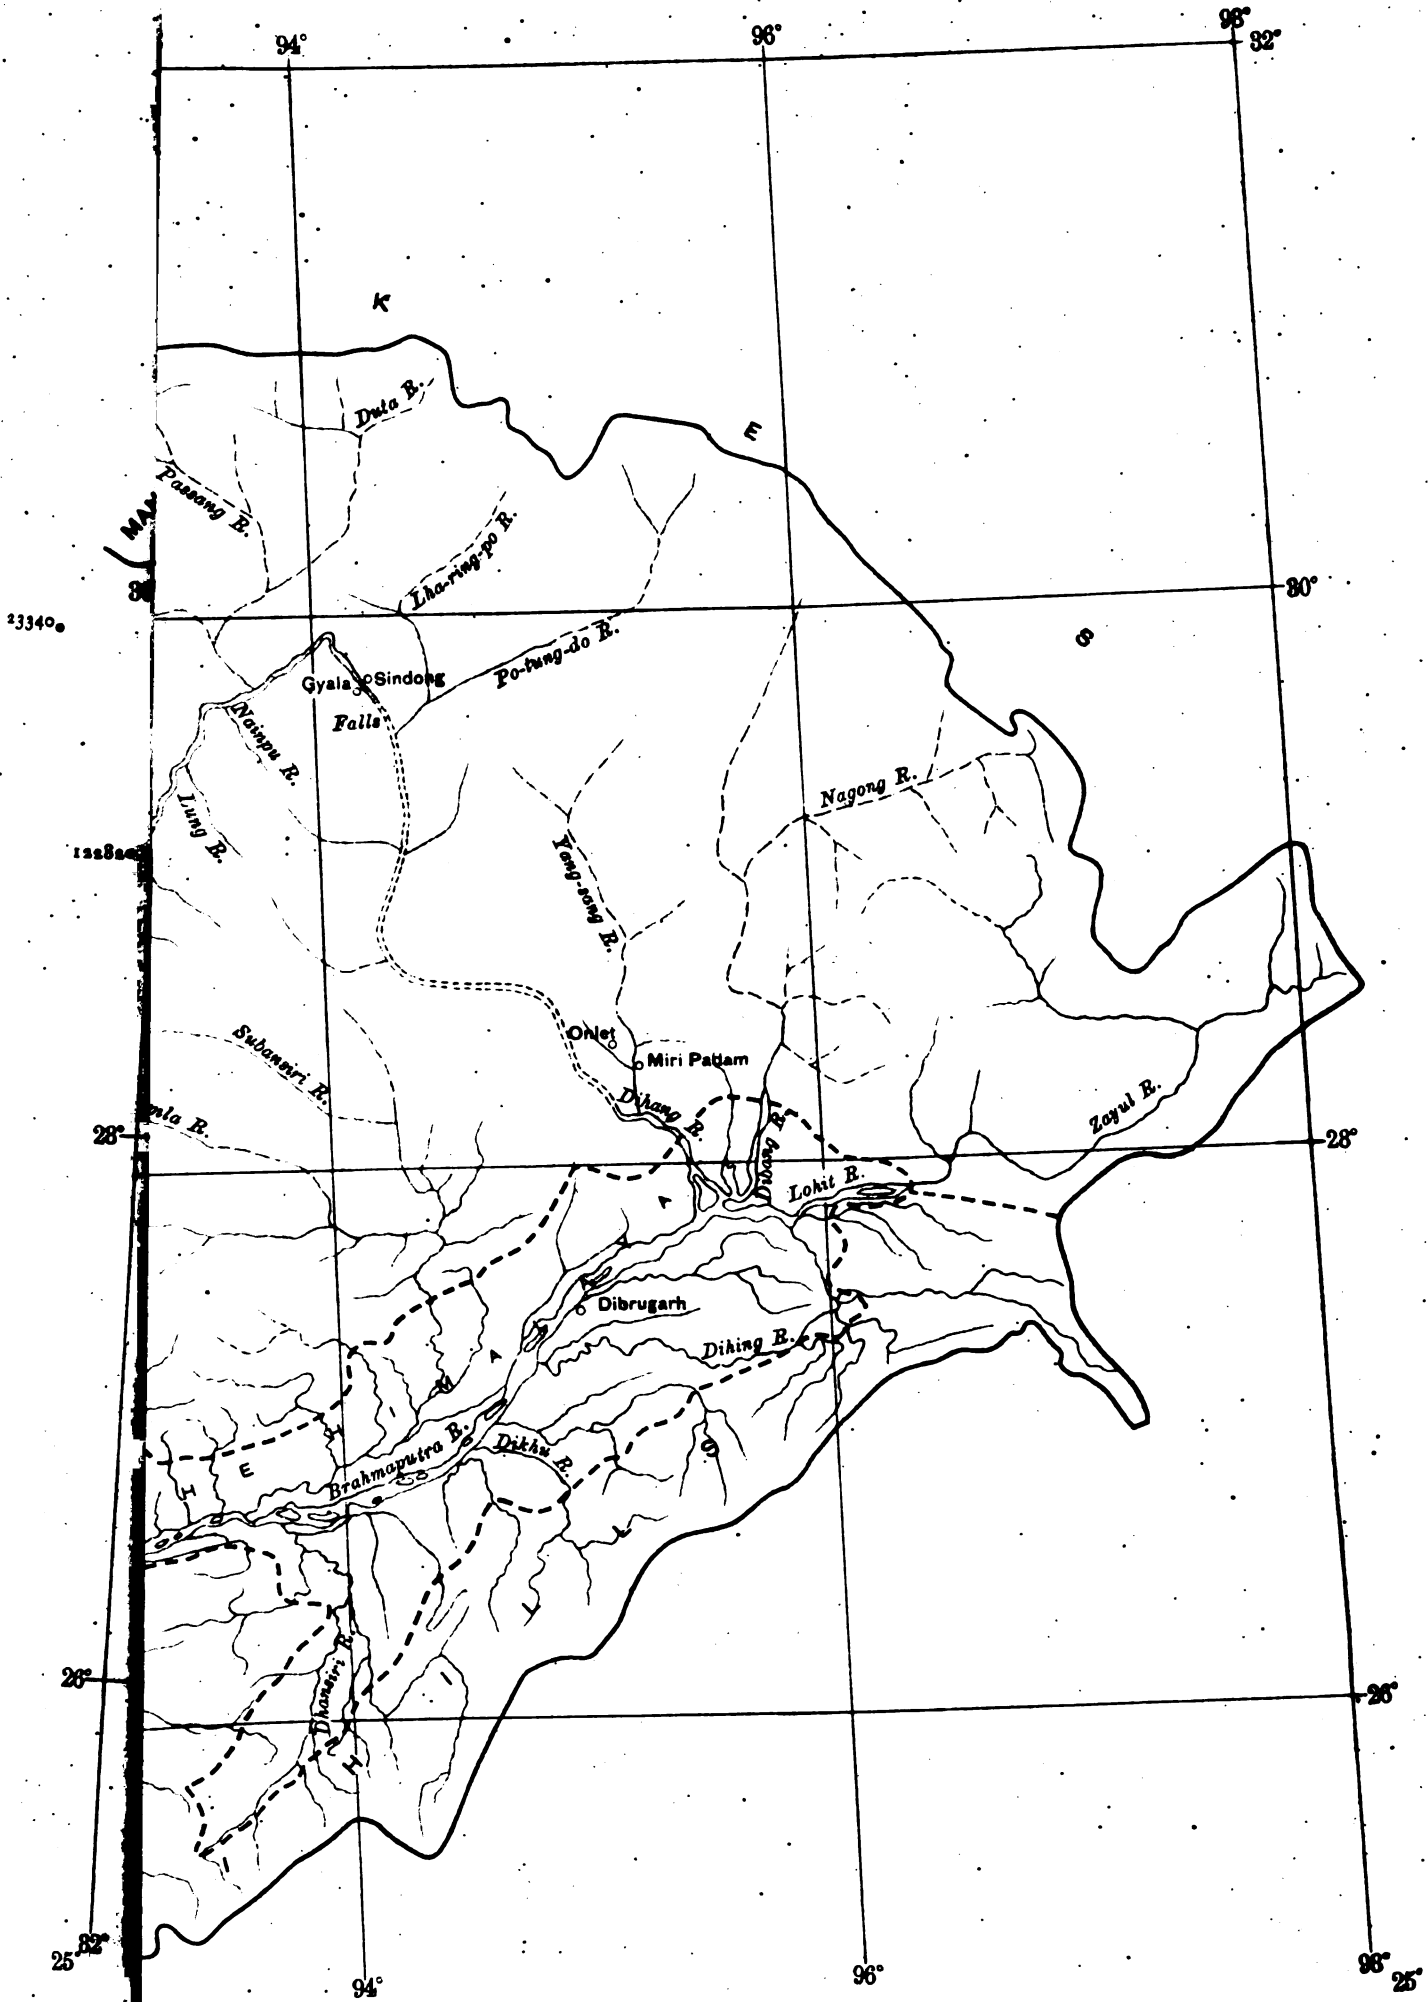 94°
96°
98°
32°
K
Duta R.
E
Passang R.
MA
Lha-ring-po R.
30°
23340
S
Po-tung-do R.
Gyala
Sindong
Falls
Nainpu R.
Lung R.
Nagong R.
Yang-sang R.
Onlet
Miri Padam
Subansiri R.
Dihang R.
Zayul R.
mla R.
28°
28°
Dibang R.
Lohit R.
A
Dibrugarh
Dihing R.
A
M
I
H
E
H
Brahmaputra R.
Dikhu R.
S
L
L
Dhansiri R.
I
26°
26°
H
25°
82°
94°
96°
98°
25°